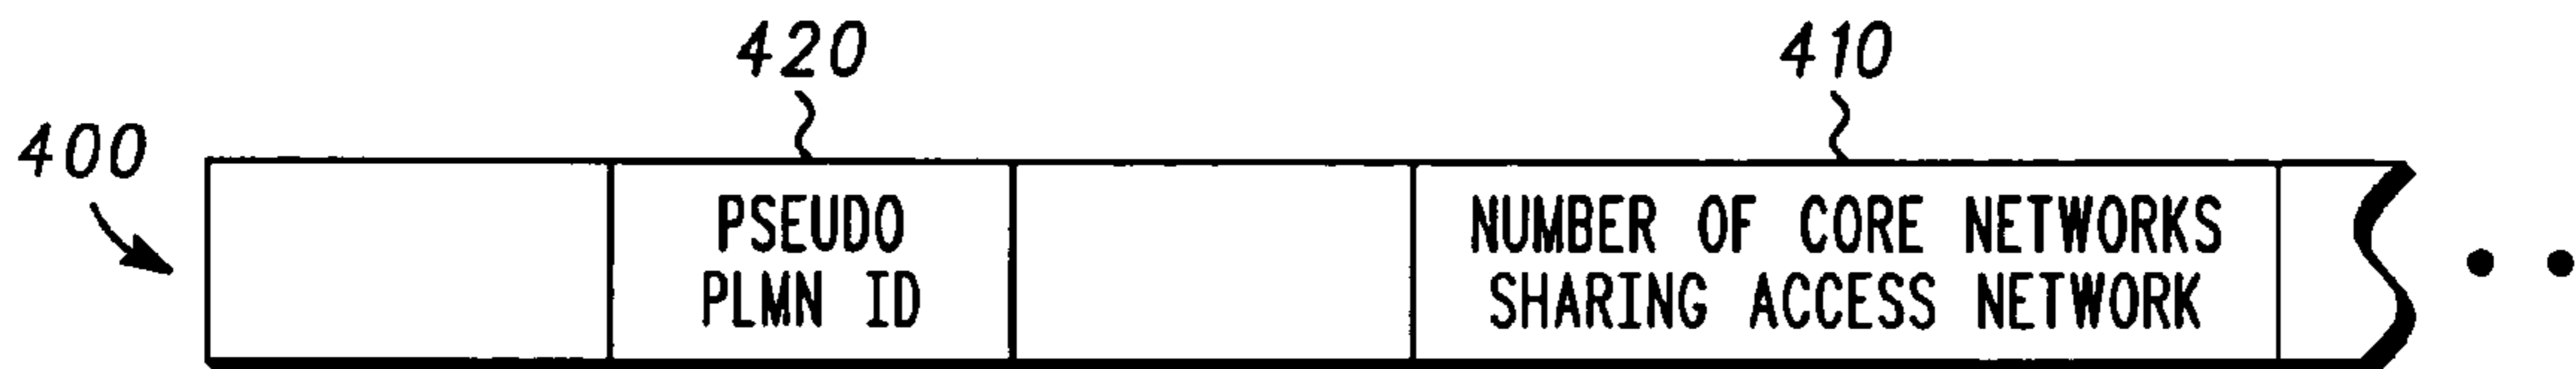 420
410
400
PSEUDO
PLMN ID
NUMBER OF CORE NETWORKS
SHARING ACCESS NETWORK